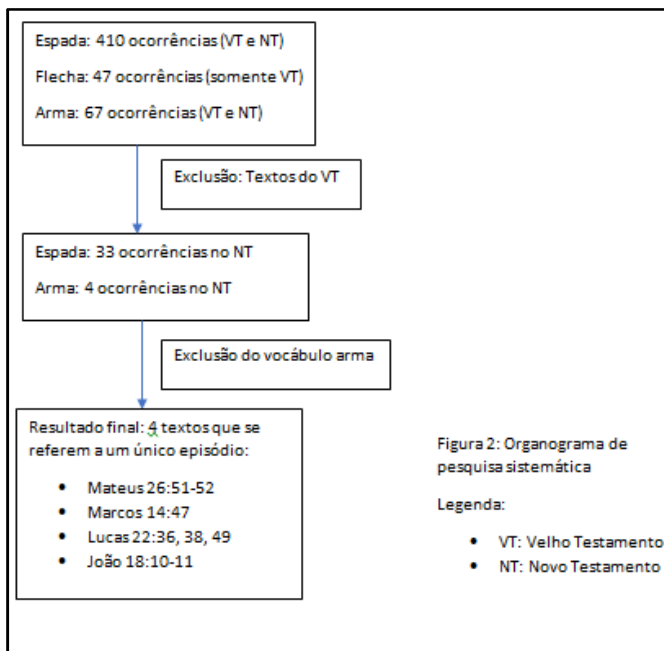 Espada: 410 ocorrências (VT e NT)
Flecha: 47 ocorrências (somente VT)
Arma: 67 ocorrências (VT e NT)
Exclusão: Textos do VT
Espada: 33 ocorrências no NT
Arma: 4 ocorrências no NT
Exclusão do vocábulo arma
Resultado final: 4 textos que se
referem a um único episódio:
• Mateus 26:51-52
• Marcos 14:47
• Lucas 22:36, 38, 49
• João 18:10-11
Figura 2: Organograma de
pesquisa sistemática
Legenda:
• VT: Velho Testamento
• NT: Novo Testamento